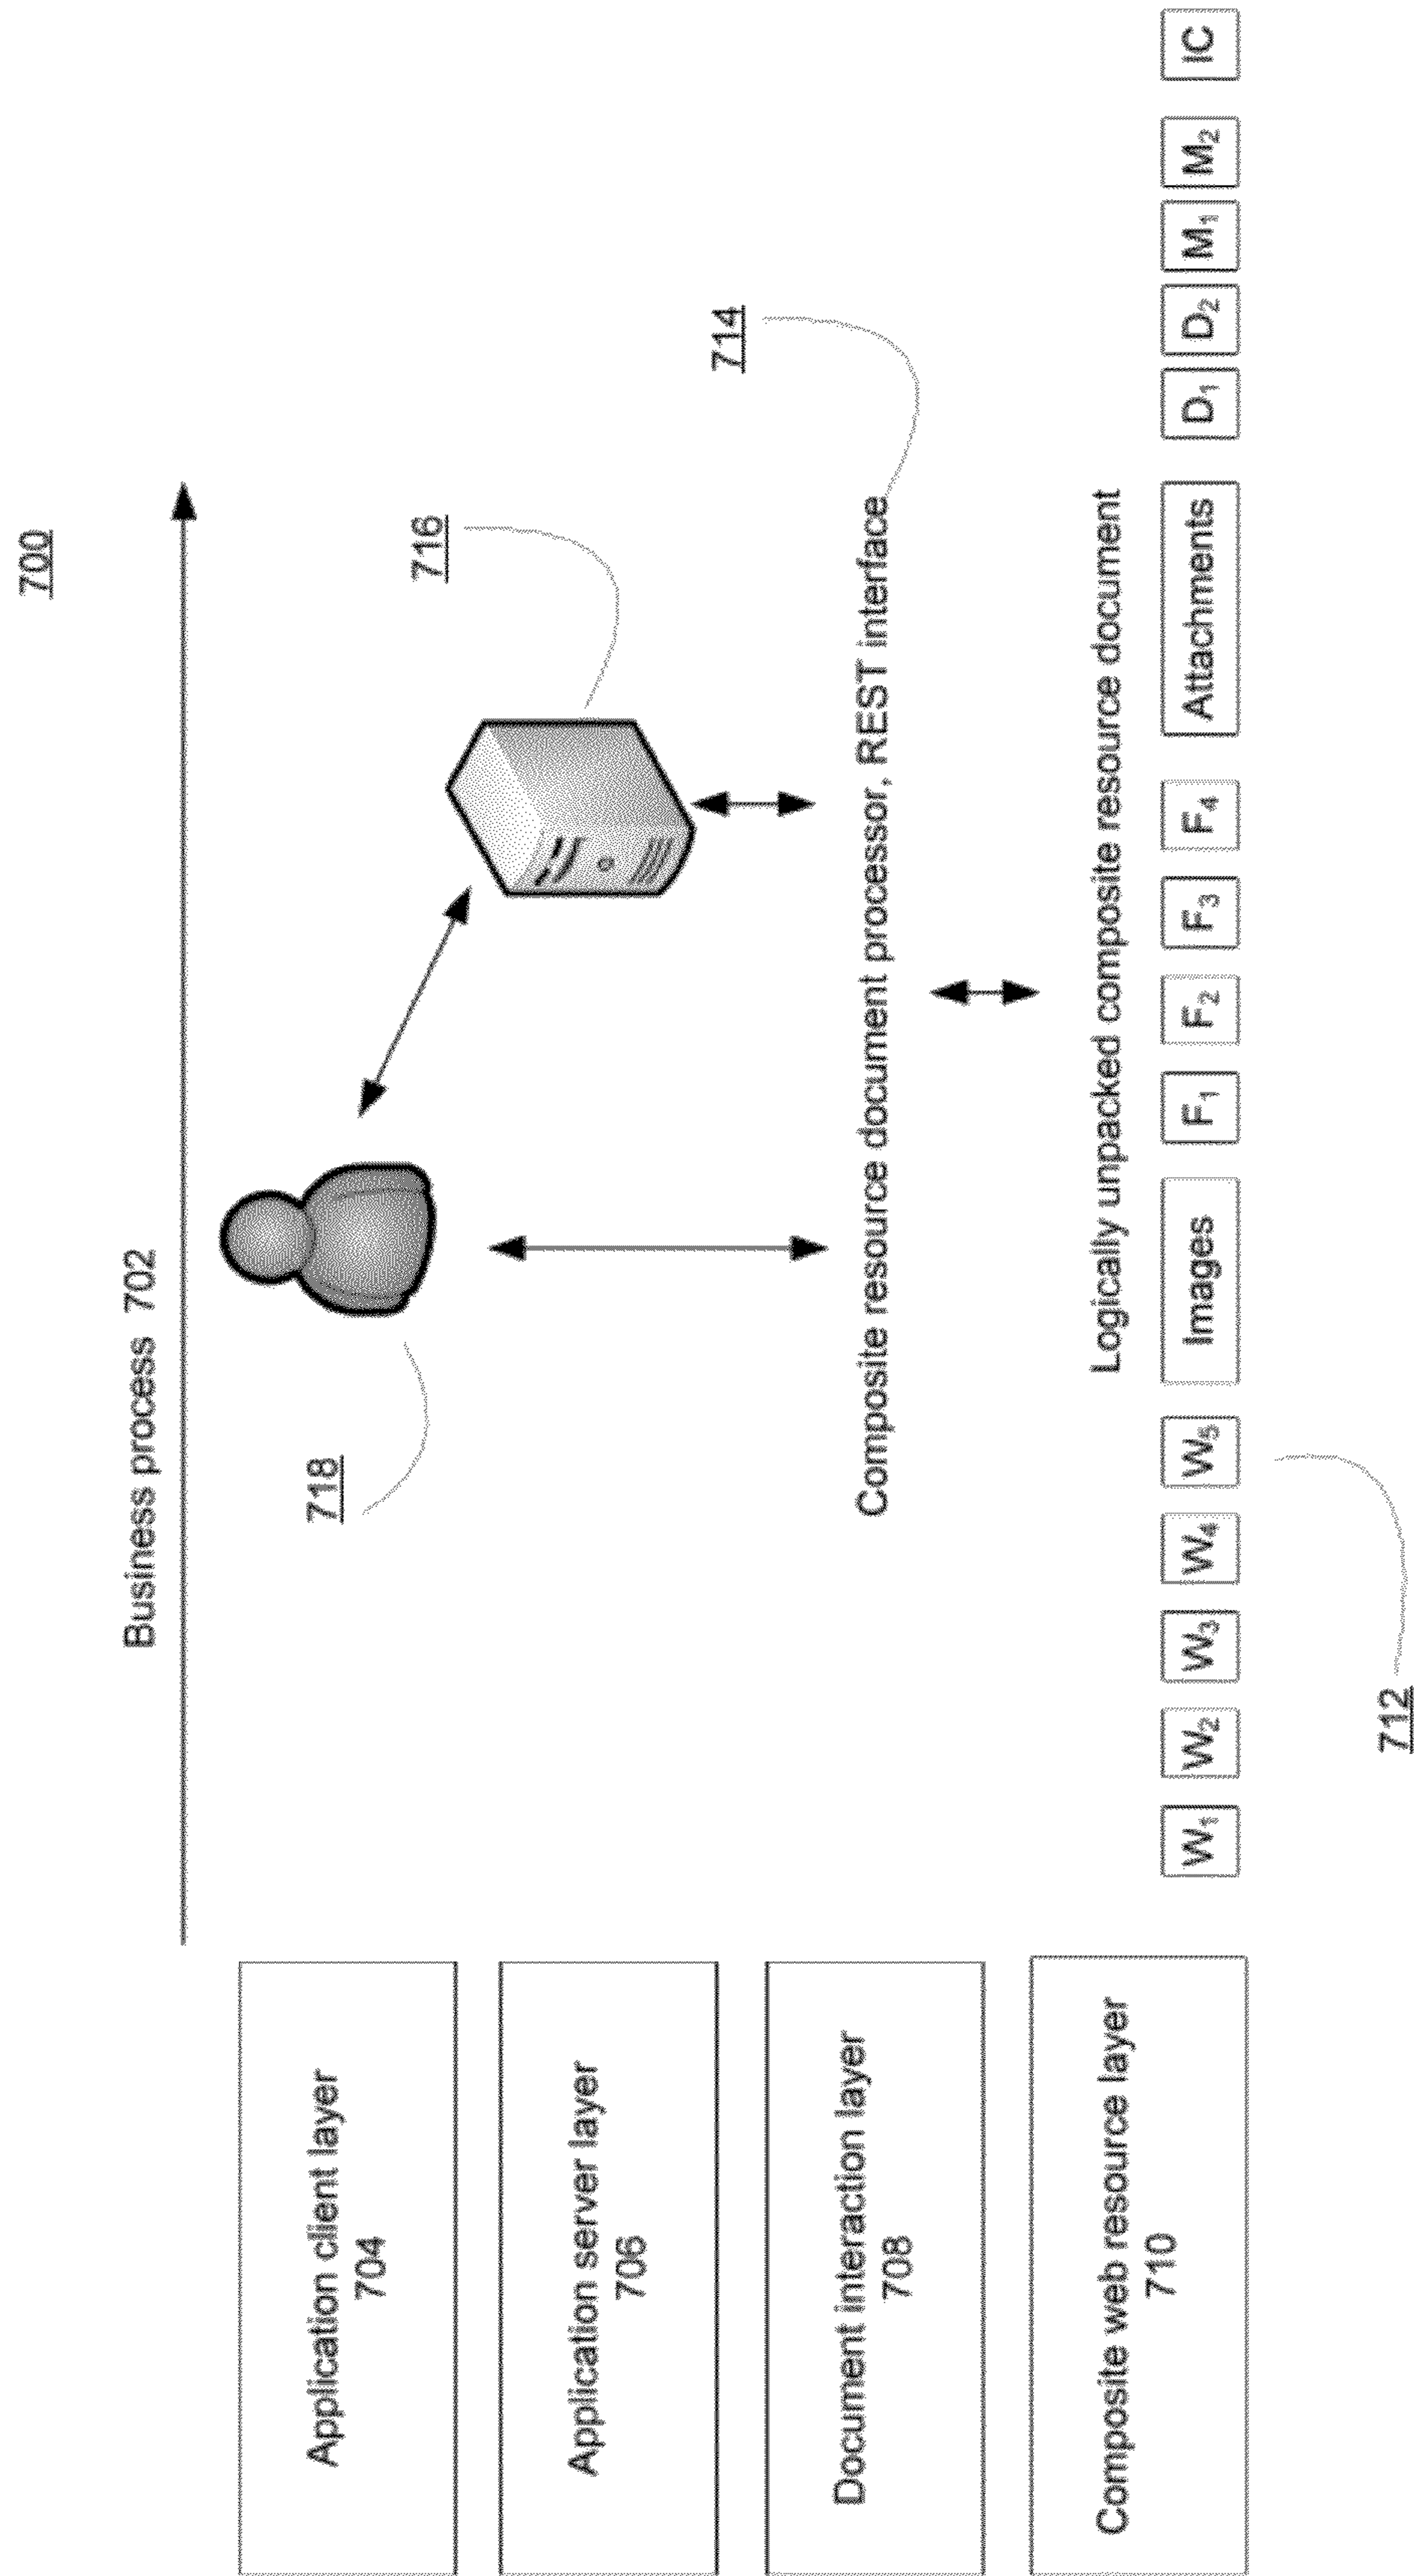 700
Business process 702
Application client layer
704
718
Application server layer
706
716
Document interaction layer
708
Composite resource document processor, REST interface
714
Composite web resource layer
710
Logically unpacked composite resource document
W1 W2 W3 W4 W5 Images F1 F2 F3 F4 Attachments D1 D2 M1 M2 IC
712